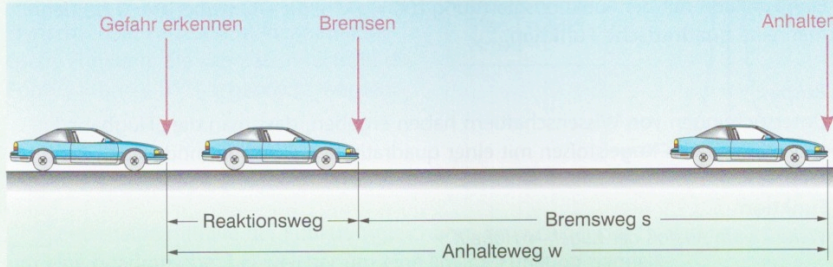 Gefahr erkennen Bremsen Anhalten
Reaktionsweg Bremsweg s
Anhalteweg w